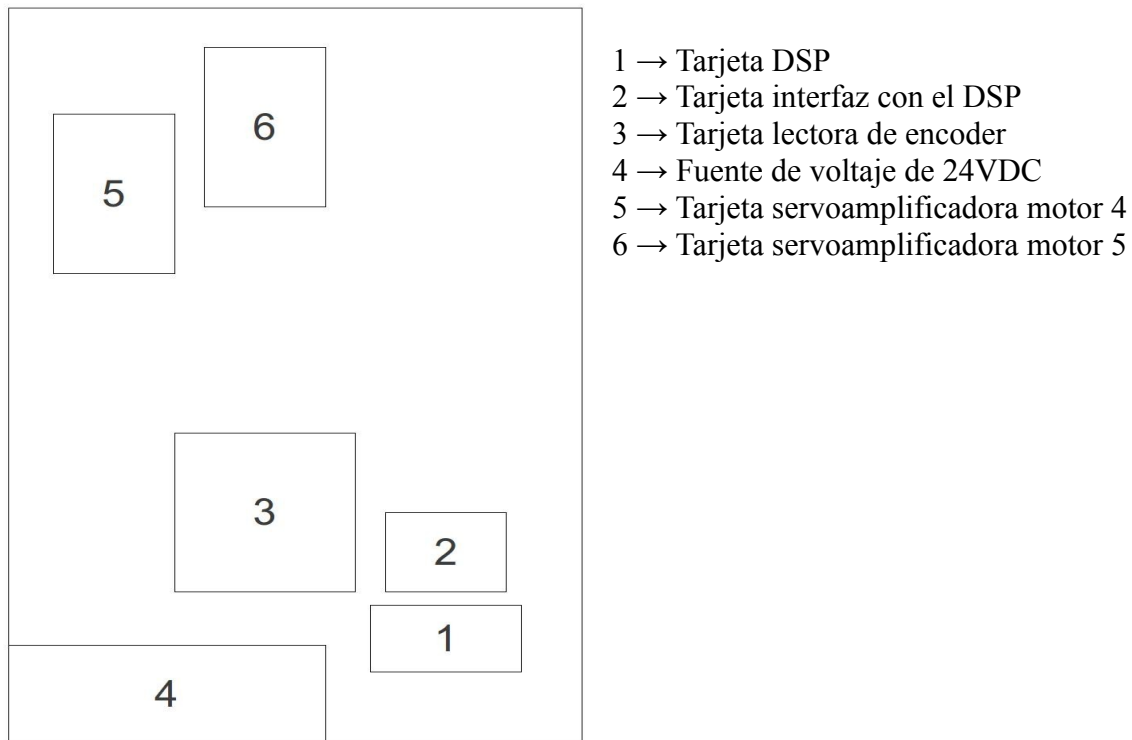 6
5
3
2
1
4
1 → Tarjeta DSP
2 → Tarjeta interfaz con el DSP
3 → Tarjeta lectora de encoder
4 → Fuente de voltaje de 24VDC
5 → Tarjeta servoamplificadora motor 4
6 → Tarjeta servoamplificadora motor 5